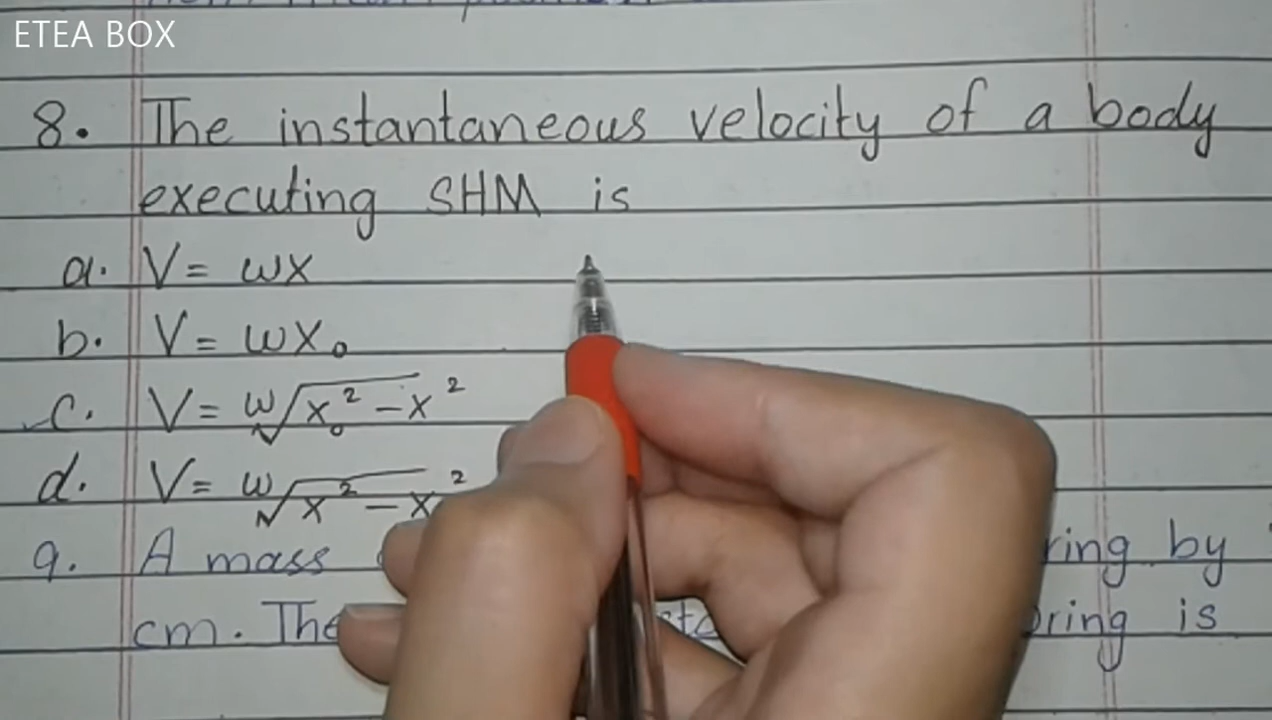 ETEA BOX
8. The instantaneous velocity of a body
executing SHM is
a. V = ωx
b. V = ωx₀
c. V = ω√x₀² - x²
d. V = ω√x² - x²
9. A mass ring by
cm. The is